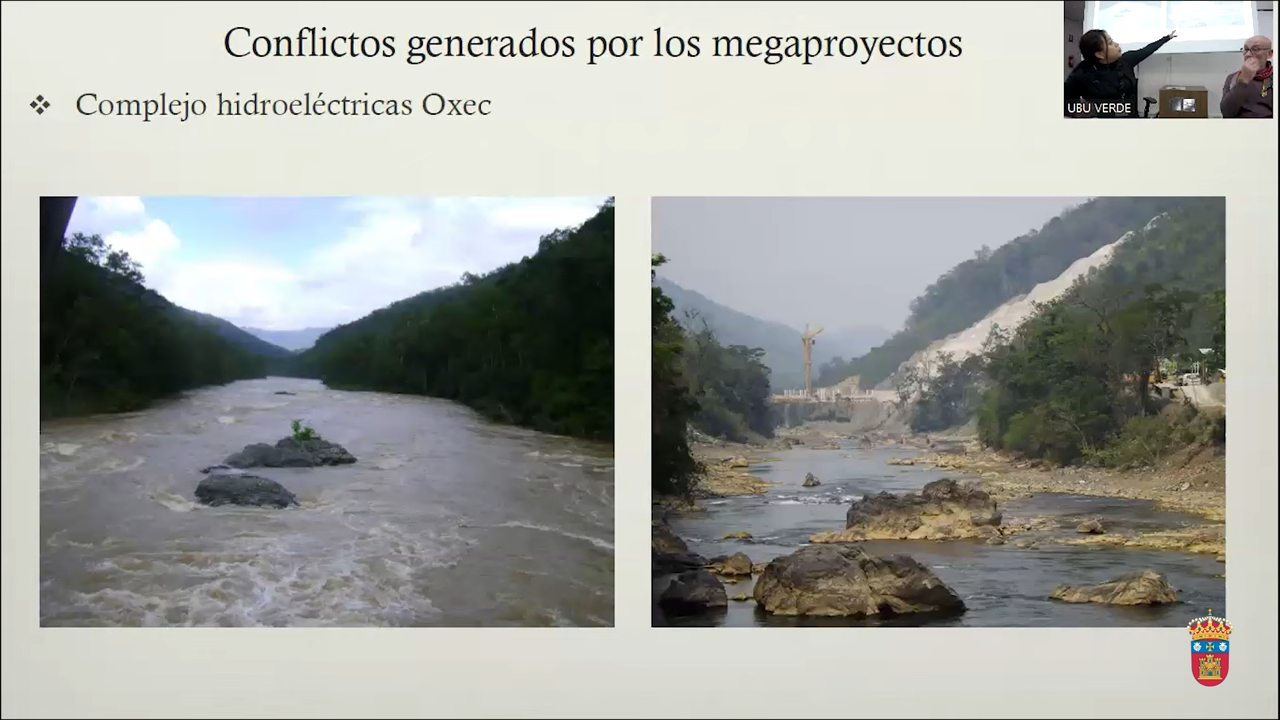 Conflictos generados por los megaproyectos
❖ Complejo hidroeléctricas Oxec
UBU VERDE